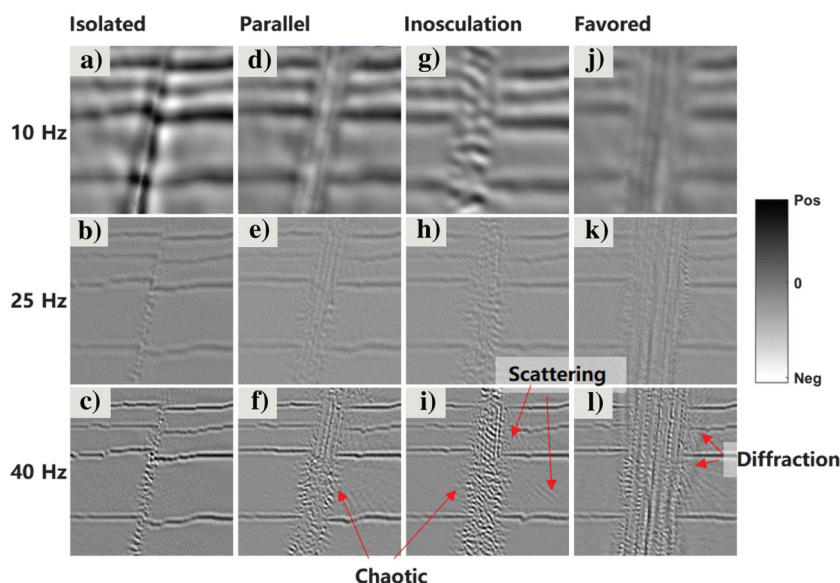 Isolated Parallel Inosculation Favored
a) d) g) j)
10 Hz
Pos
b) e) h) k)
0
25 Hz
Neg
Scattering
c) f) i) l)
40 Hz
Diffraction
Chaotic